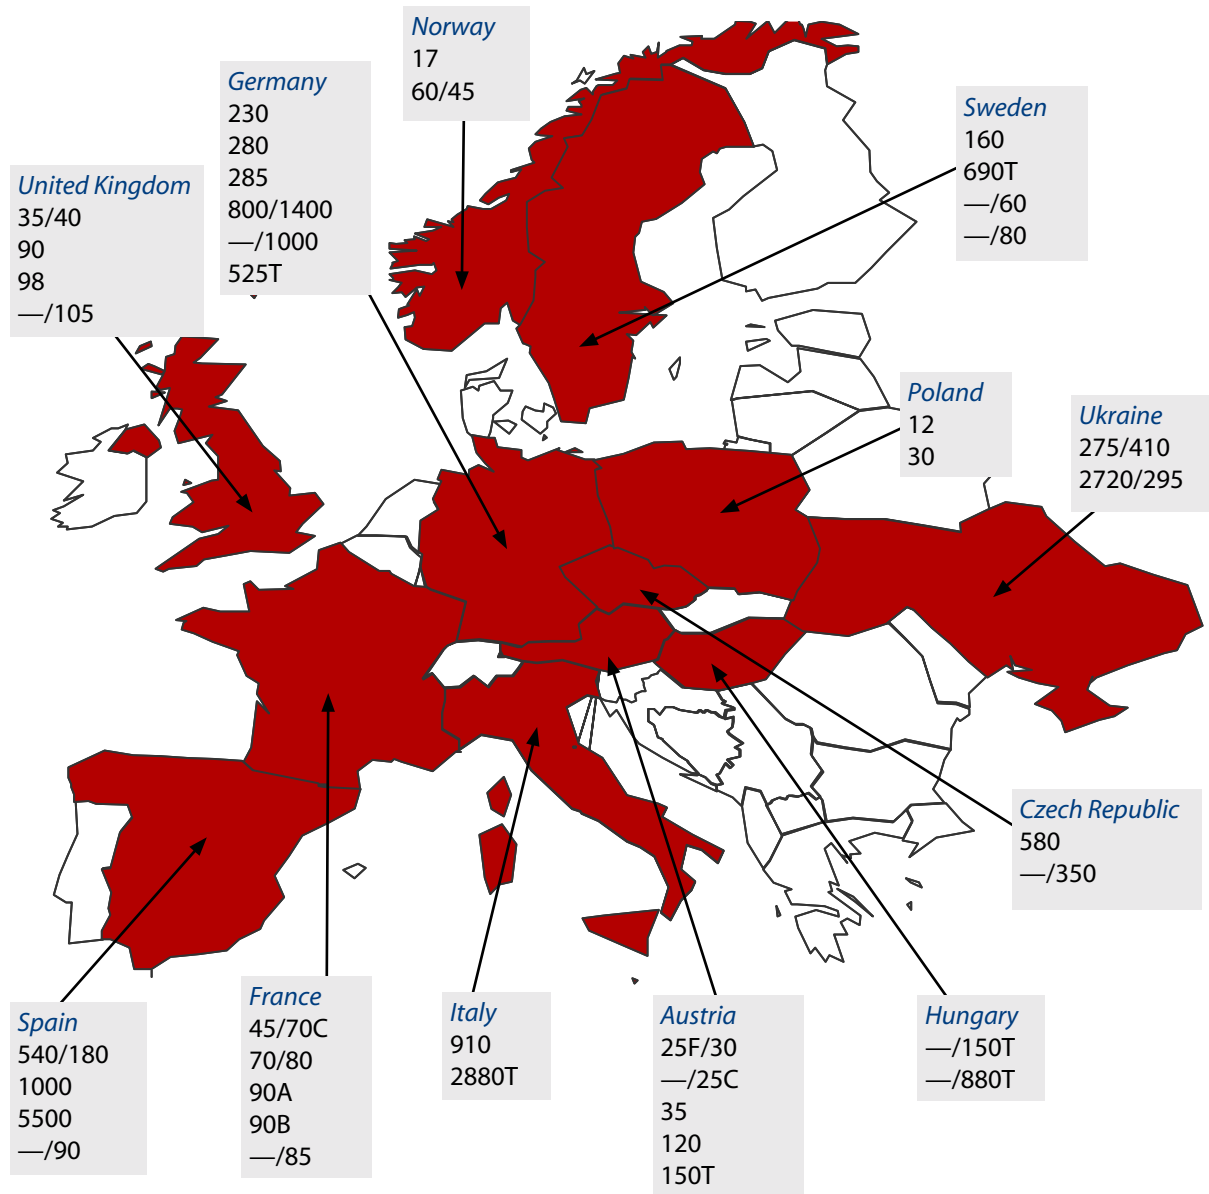 Norway
17
60/45
Germany
230
280
285
800/1400
—/1000
525T
Sweden
160
690T
—/60
—/80
United Kingdom
35/40
90
98
—/105
Poland
12
30
Ukraine
275/410
2720/295
Czech Republic
580
—/350
Spain
540/180
1000
5500
—/90
France
45/70C
70/80
90A
90B
—/85
Italy
910
2880T
Austria
25F/30
—/25C
35
120
150T
Hungary
—/150T
—/880T